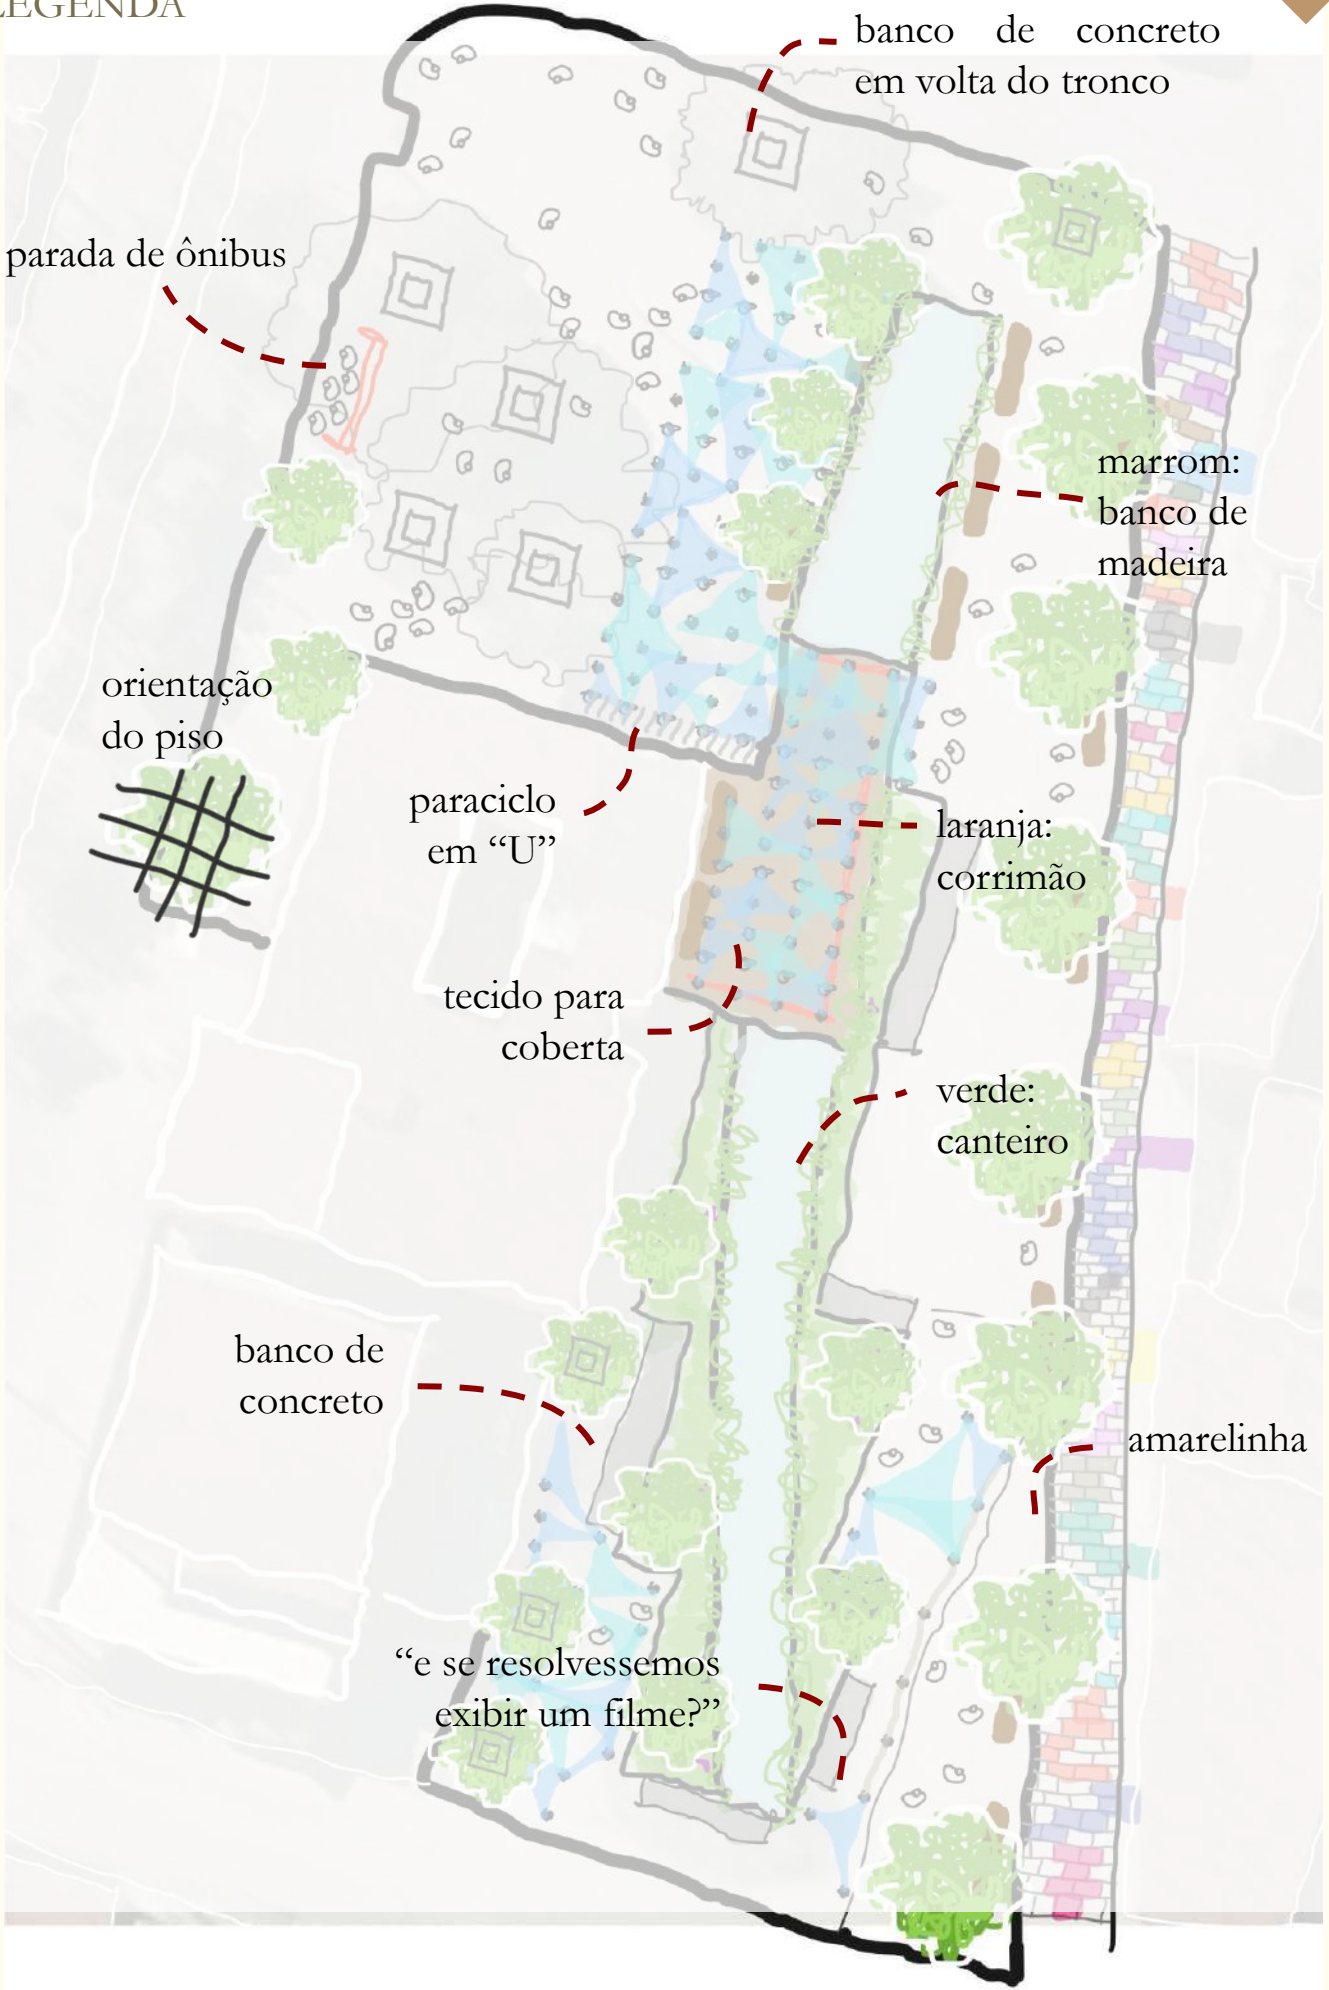 LEGENDA
banco de concreto
em volta do tronco
parada de ônibus
marrom:
banco de
madeira
orientação
do piso
paraciclo
em “U”
laranja:
corrimão
tecido para
coberta
verde:
canteiro
banco de
concreto
amarelinha
“e se resolvessemos
exibir um filme?”